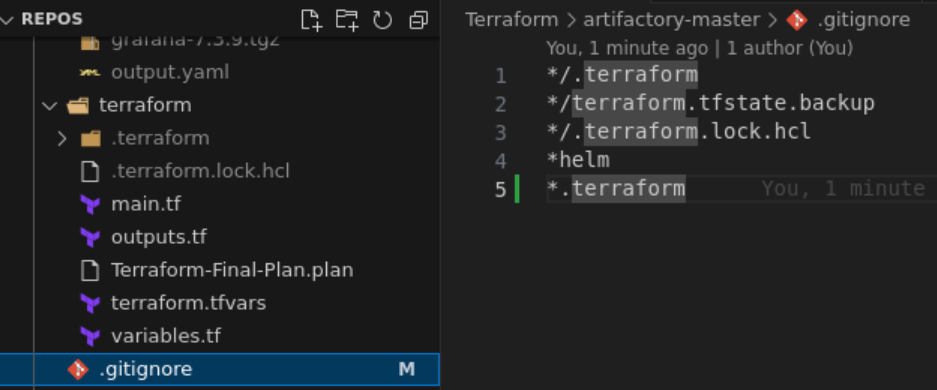 REPOS
grafana-7.3.9.tgz
output.yaml
terraform
.terraform
.terraform.lock.hcl
main.tf
outputs.tf
Terraform-Final-Plan.plan
terraform.tfvars
variables.tf
.gitignore M
Terraform > artifactory-master > .gitignore
You, 1 minute ago | 1 author (You)
1 */.terraform
2 */terraform.tfstate.backup
3 */.terraform.lock.hcl
4 *helm
5 *.terraform You, 1 minute